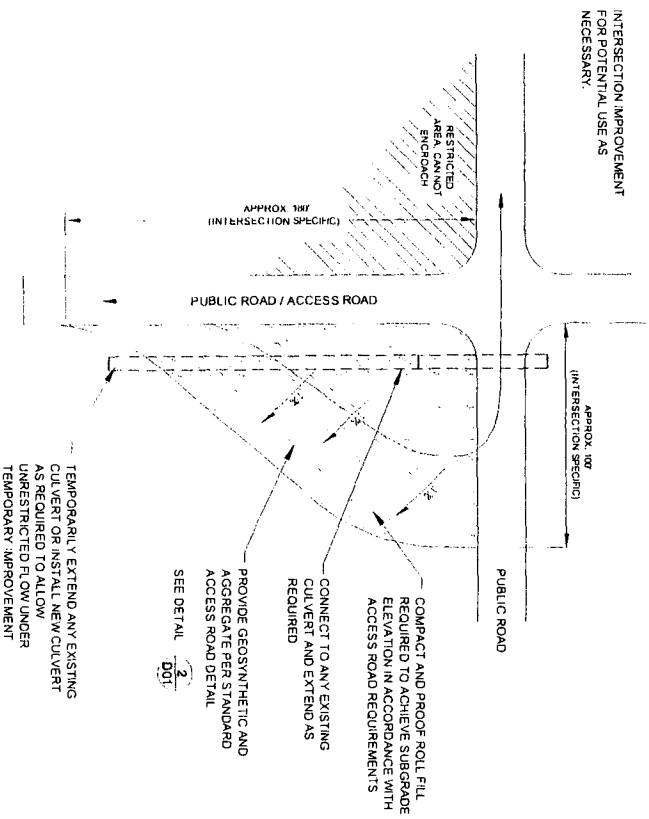 INTERSECTION IMPROVEMENT
FOR POTENTIAL USE AS
NECESSARY.
RESTRICTED
AREA, CAN NOT
ENCROACH
APPROX. 180'
(INTERSECTION SPECIFIC)
PUBLIC ROAD / ACCESS ROAD
APPROX. 100'
(INTERSECTION SPECIFIC)
PUBLIC ROAD
COMPACT AND PROOF ROLL FILL
REQUIRED TO ACHIEVE SUBGRADE
ELEVATION IN ACCORDANCE WITH
ACCESS ROAD REQUIREMENTS
CONNECT TO ANY EXISTING
CULVERT AND EXTEND AS
REQUIRED
PROVIDE GEOSYNTHETIC AND
AGGREGATE PER STANDARD
ACCESS ROAD DETAIL
SEE DETAIL 2
D01
TEMPORARILY EXTEND ANY EXISTING
CULVERT OR INSTALL NEW CULVERT
AS REQUIRED TO ALLOW
UNRESTRICTED FLOW UNDER
TEMPORARY IMPROVEMENT